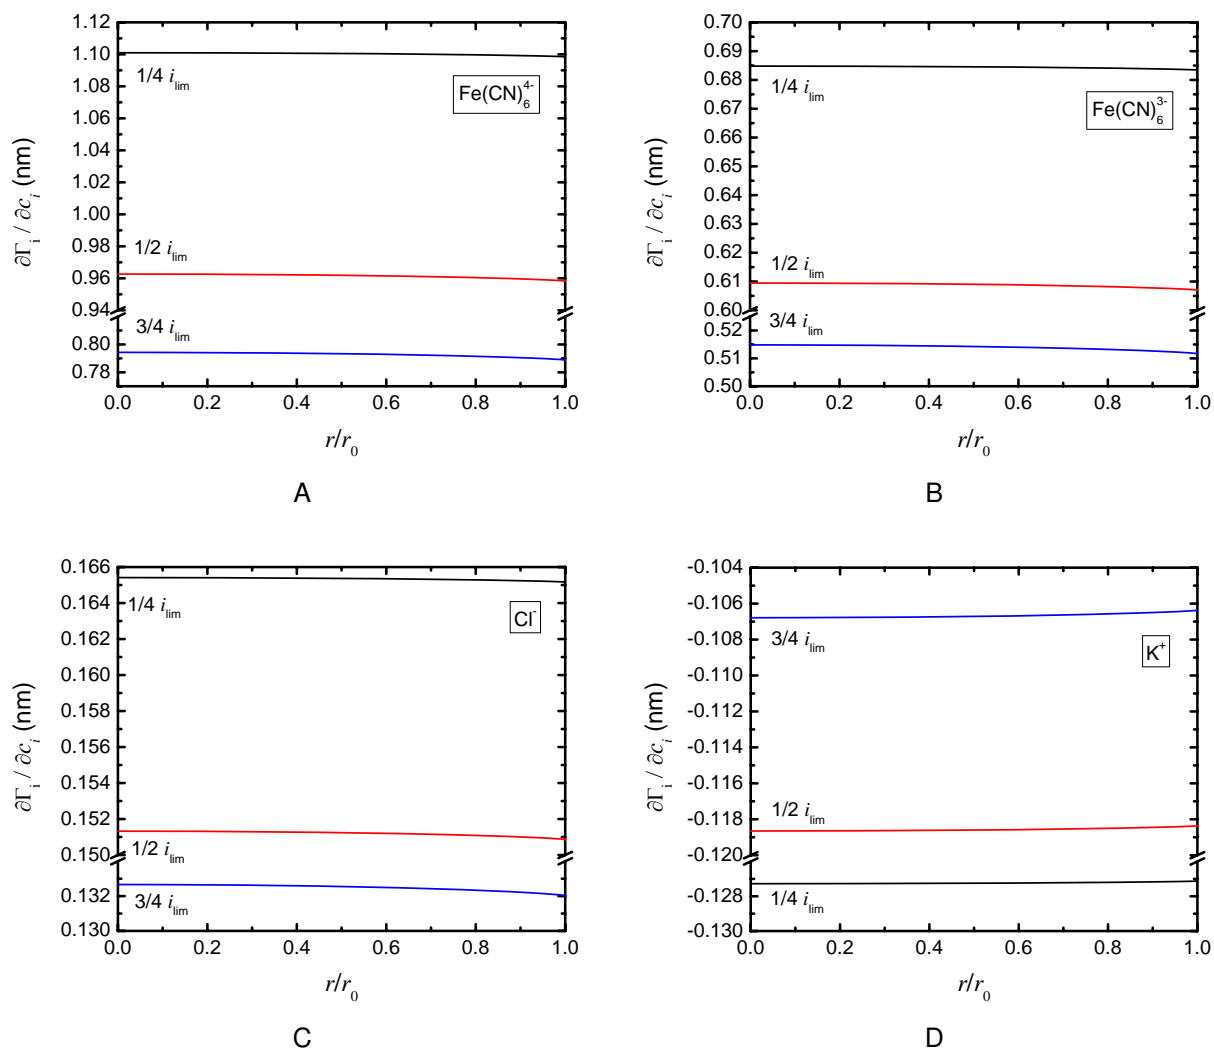 1.12
1.10
1.08
1.06
1.04
1.02
1.00
0.98
0.96
0.94
0.80
0.78
∂Γ_i / ∂c_i (nm)
1/4 i_lim
Fe(CN)_6^4-
1/2 i_lim
3/4 i_lim
0.0 0.2 0.4 0.6 0.8 1.0
r/r_0
A
0.70
0.69
0.68
0.67
0.66
0.65
0.64
0.63
0.62
0.61
0.60
0.52
0.51
0.50
∂Γ_i / ∂c_i (nm)
1/4 i_lim
Fe(CN)_6^3-
1/2 i_lim
3/4 i_lim
0.0 0.2 0.4 0.6 0.8 1.0
r/r_0
B
0.166
0.164
0.162
0.160
0.158
0.156
0.154
0.152
0.150
0.132
0.130
∂Γ_i / ∂c_i (nm)
1/4 i_lim
Cl^-
1/2 i_lim
3/4 i_lim
0.0 0.2 0.4 0.6 0.8 1.0
r/r_0
C
-0.104
-0.106
-0.108
-0.110
-0.112
-0.114
-0.116
-0.118
-0.120
-0.128
-0.130
∂Γ_i / ∂c_i (nm)
3/4 i_lim
K^+
1/2 i_lim
1/4 i_lim
0.0 0.2 0.4 0.6 0.8 1.0
r/r_0
D